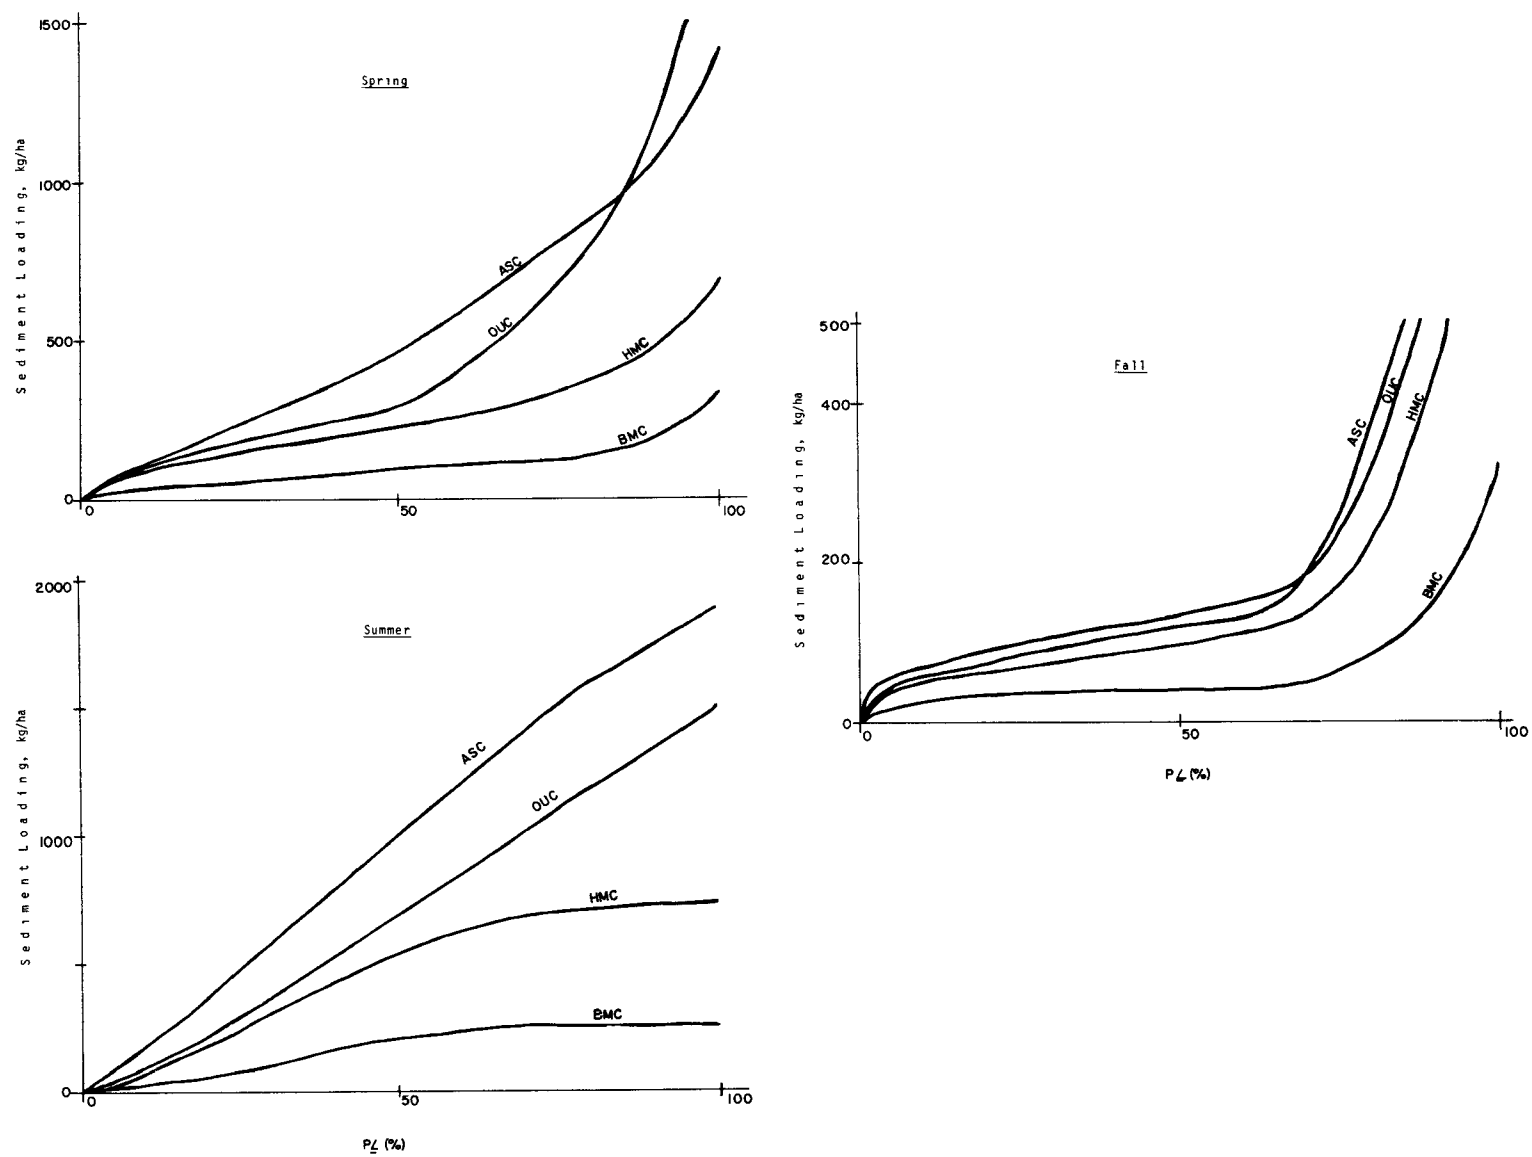 Spring
Sediment Loading, kg/ha
1500
1000
500
0
0
50
100
ASC
OUC
HMC
BMC
Summer
Sediment Loading, kg/ha
2000
1000
0
0
50
100
ASC
OUC
HMC
BMC
P≤ (%)
Fall
Sediment Loading, kg/ha
500
400
200
0
0
50
100
ASC
OUC
HMC
BMC
P≤ (%)